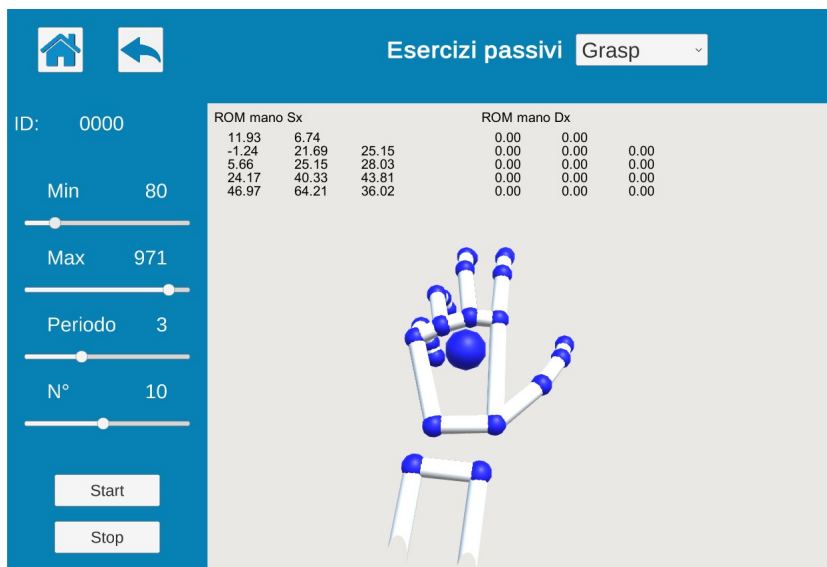 Esercizi passivi Grasp
ID: 0000
Min 80
Max 971
Periodo 3
N° 10
Start
Stop
ROM mano Sx
11.93 6.74
-1.24 21.69 25.15
5.66 25.15 28.03
24.17 40.33 43.81
46.97 64.21 36.02
ROM mano Dx
0.00 0.00
0.00 0.00 0.00
0.00 0.00 0.00
0.00 0.00 0.00
0.00 0.00 0.00